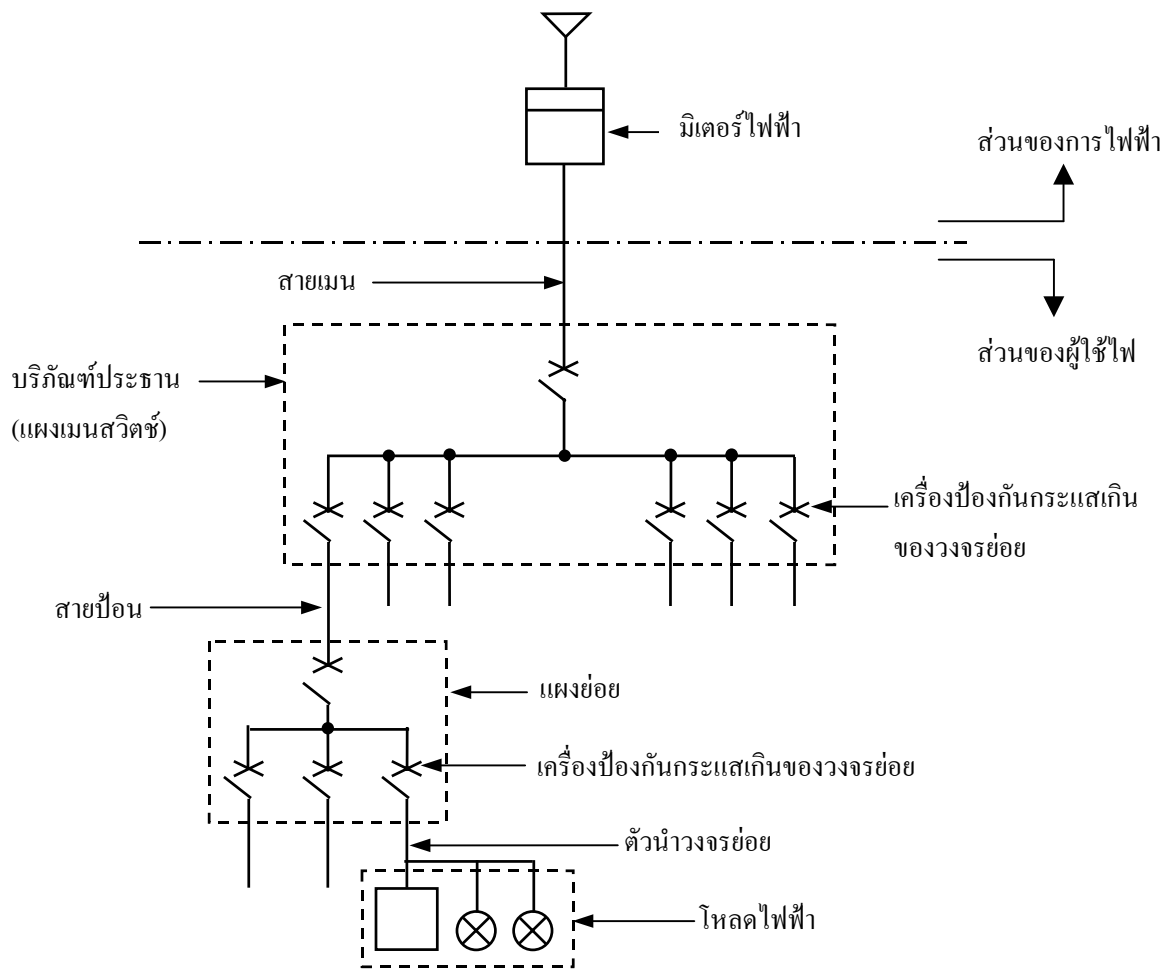 มิเตอร์ไฟฟ้า
ส่วนของการไฟฟ้า
สายเมน
ส่วนของผู้ใช้ไฟ
บริภัณฑ์ประธาน
(แผงเมนสวิตช์)
เครื่องป้องกันกระแสเกิน
ของวงจรย่อย
สายป้อน
แผงย่อย
เครื่องป้องกันกระแสเกินของวงจรย่อย
ตัวนำวงจรย่อย
โหลดไฟฟ้า